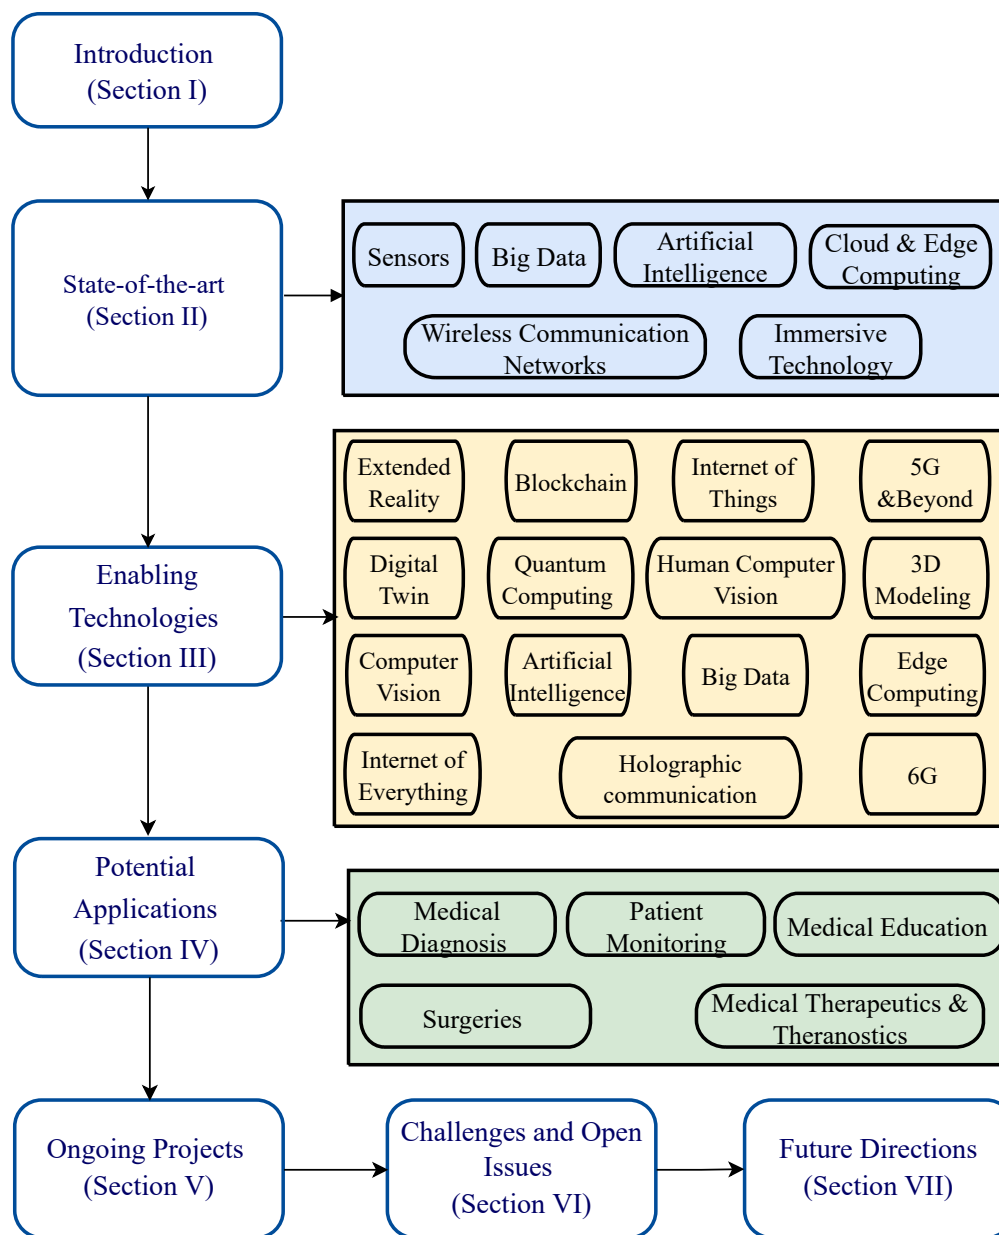 Introduction
(Section I)
State-of-the-art
(Section II)
Sensors
Big Data
Artificial
Intelligence
Cloud & Edge
Computing
Wireless Communication
Networks
Immersive
Technology
Enabling
Technologies
(Section III)
Extended
Reality
Blockchain
Internet of
Things
5G
&Beyond
Digital
Twin
Quantum
Computing
Human Computer
Vision
3D
Modeling
Computer
Vision
Artificial
Intelligence
Big Data
Edge
Computing
Internet of
Everything
Holographic
communication
6G
Potential
Applications
(Section IV)
Medical
Diagnosis
Patient
Monitoring
Medical Education
Surgeries
Medical Therapeutics &
Theranostics
Ongoing Projects
(Section V)
Challenges and Open
Issues
(Section VI)
Future Directions
(Section VII)